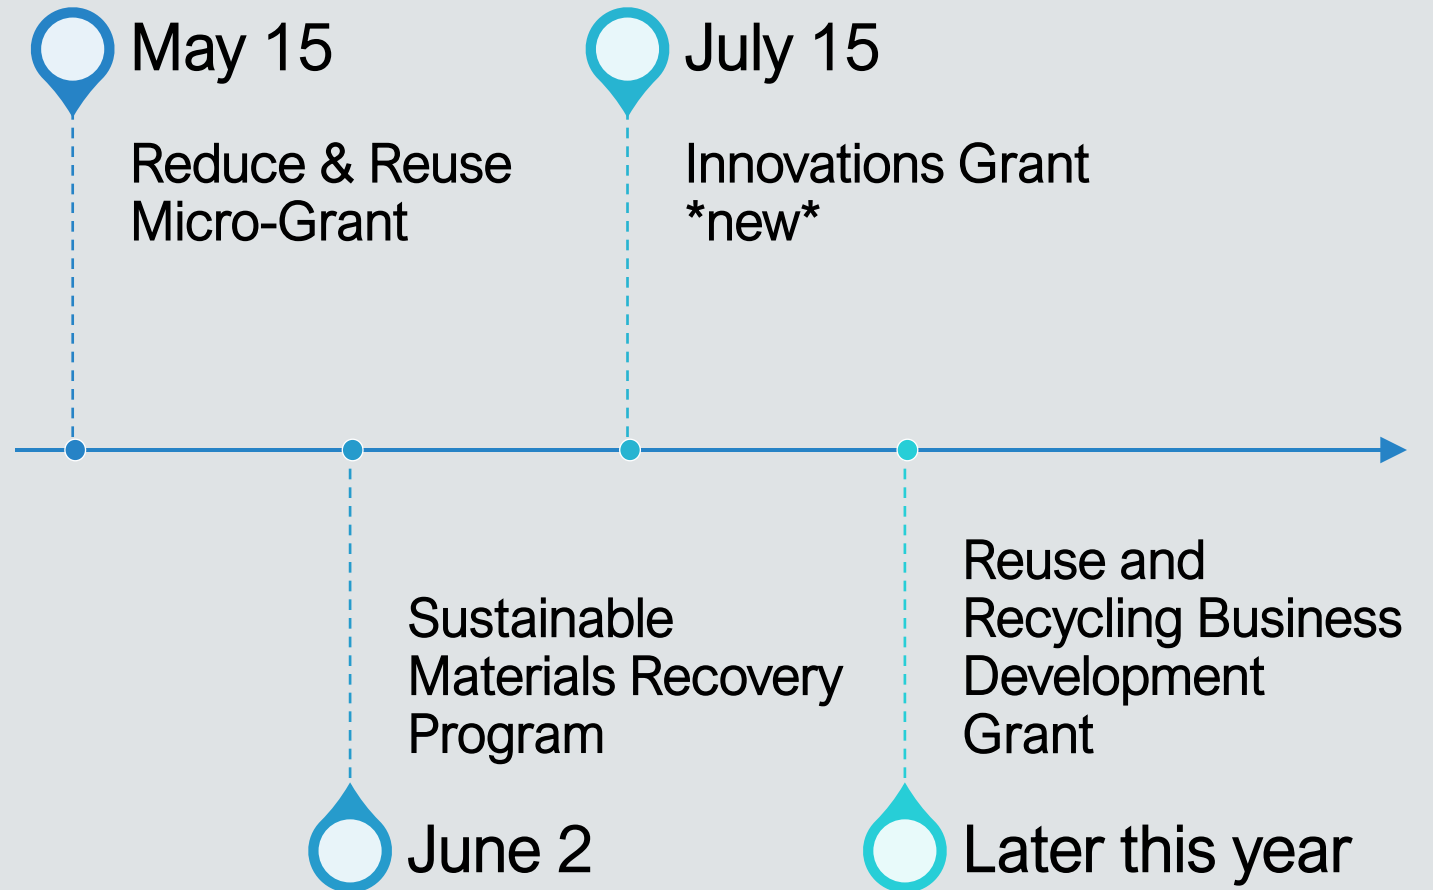 May 15
Reduce & Reuse
Micro-Grant
July 15
Innovations Grant
*new*
Sustainable
Materials Recovery
Program
June 2
Reuse and
Recycling Business
Development
Grant
Later this year